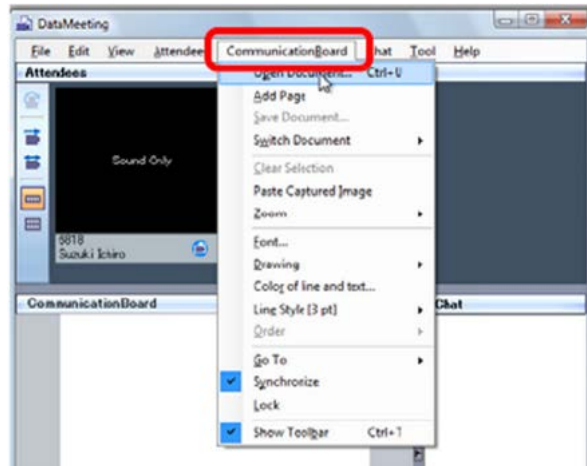 DataMeeting
File Edit View Attendee CommunicationBoard Chat Tool Help
Attendees
Open Document... Ctrl+U
Add Page
Save Document...
Switch Document
Sound Only
Clear Selection
Paste Captured Image
Zoom
6818
Suzuki Ichiro
Font...
Drawing
Color of line and text...
CommunicationBoard
Chat
Line Style [3 pt]
Order
Go To
Synchronize
Lock
Show Toolbar Ctrl+T